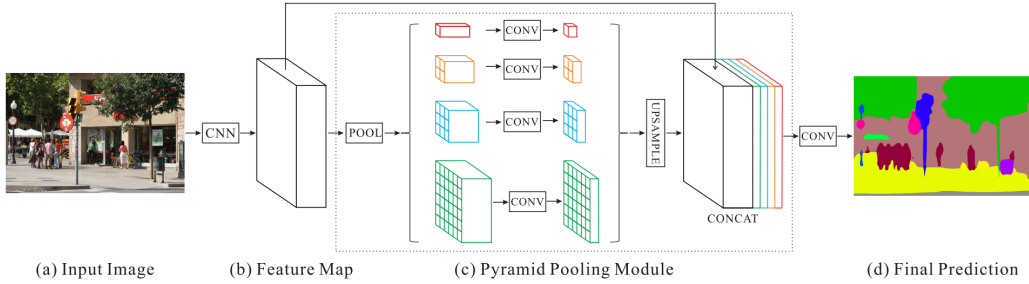 CONV
CONV
CONV
CONV
CNN
POOL
UPSAMPLE
CONV
CONCAT
(a) Input Image
(b) Feature Map
(c) Pyramid Pooling Module
(d) Final Prediction